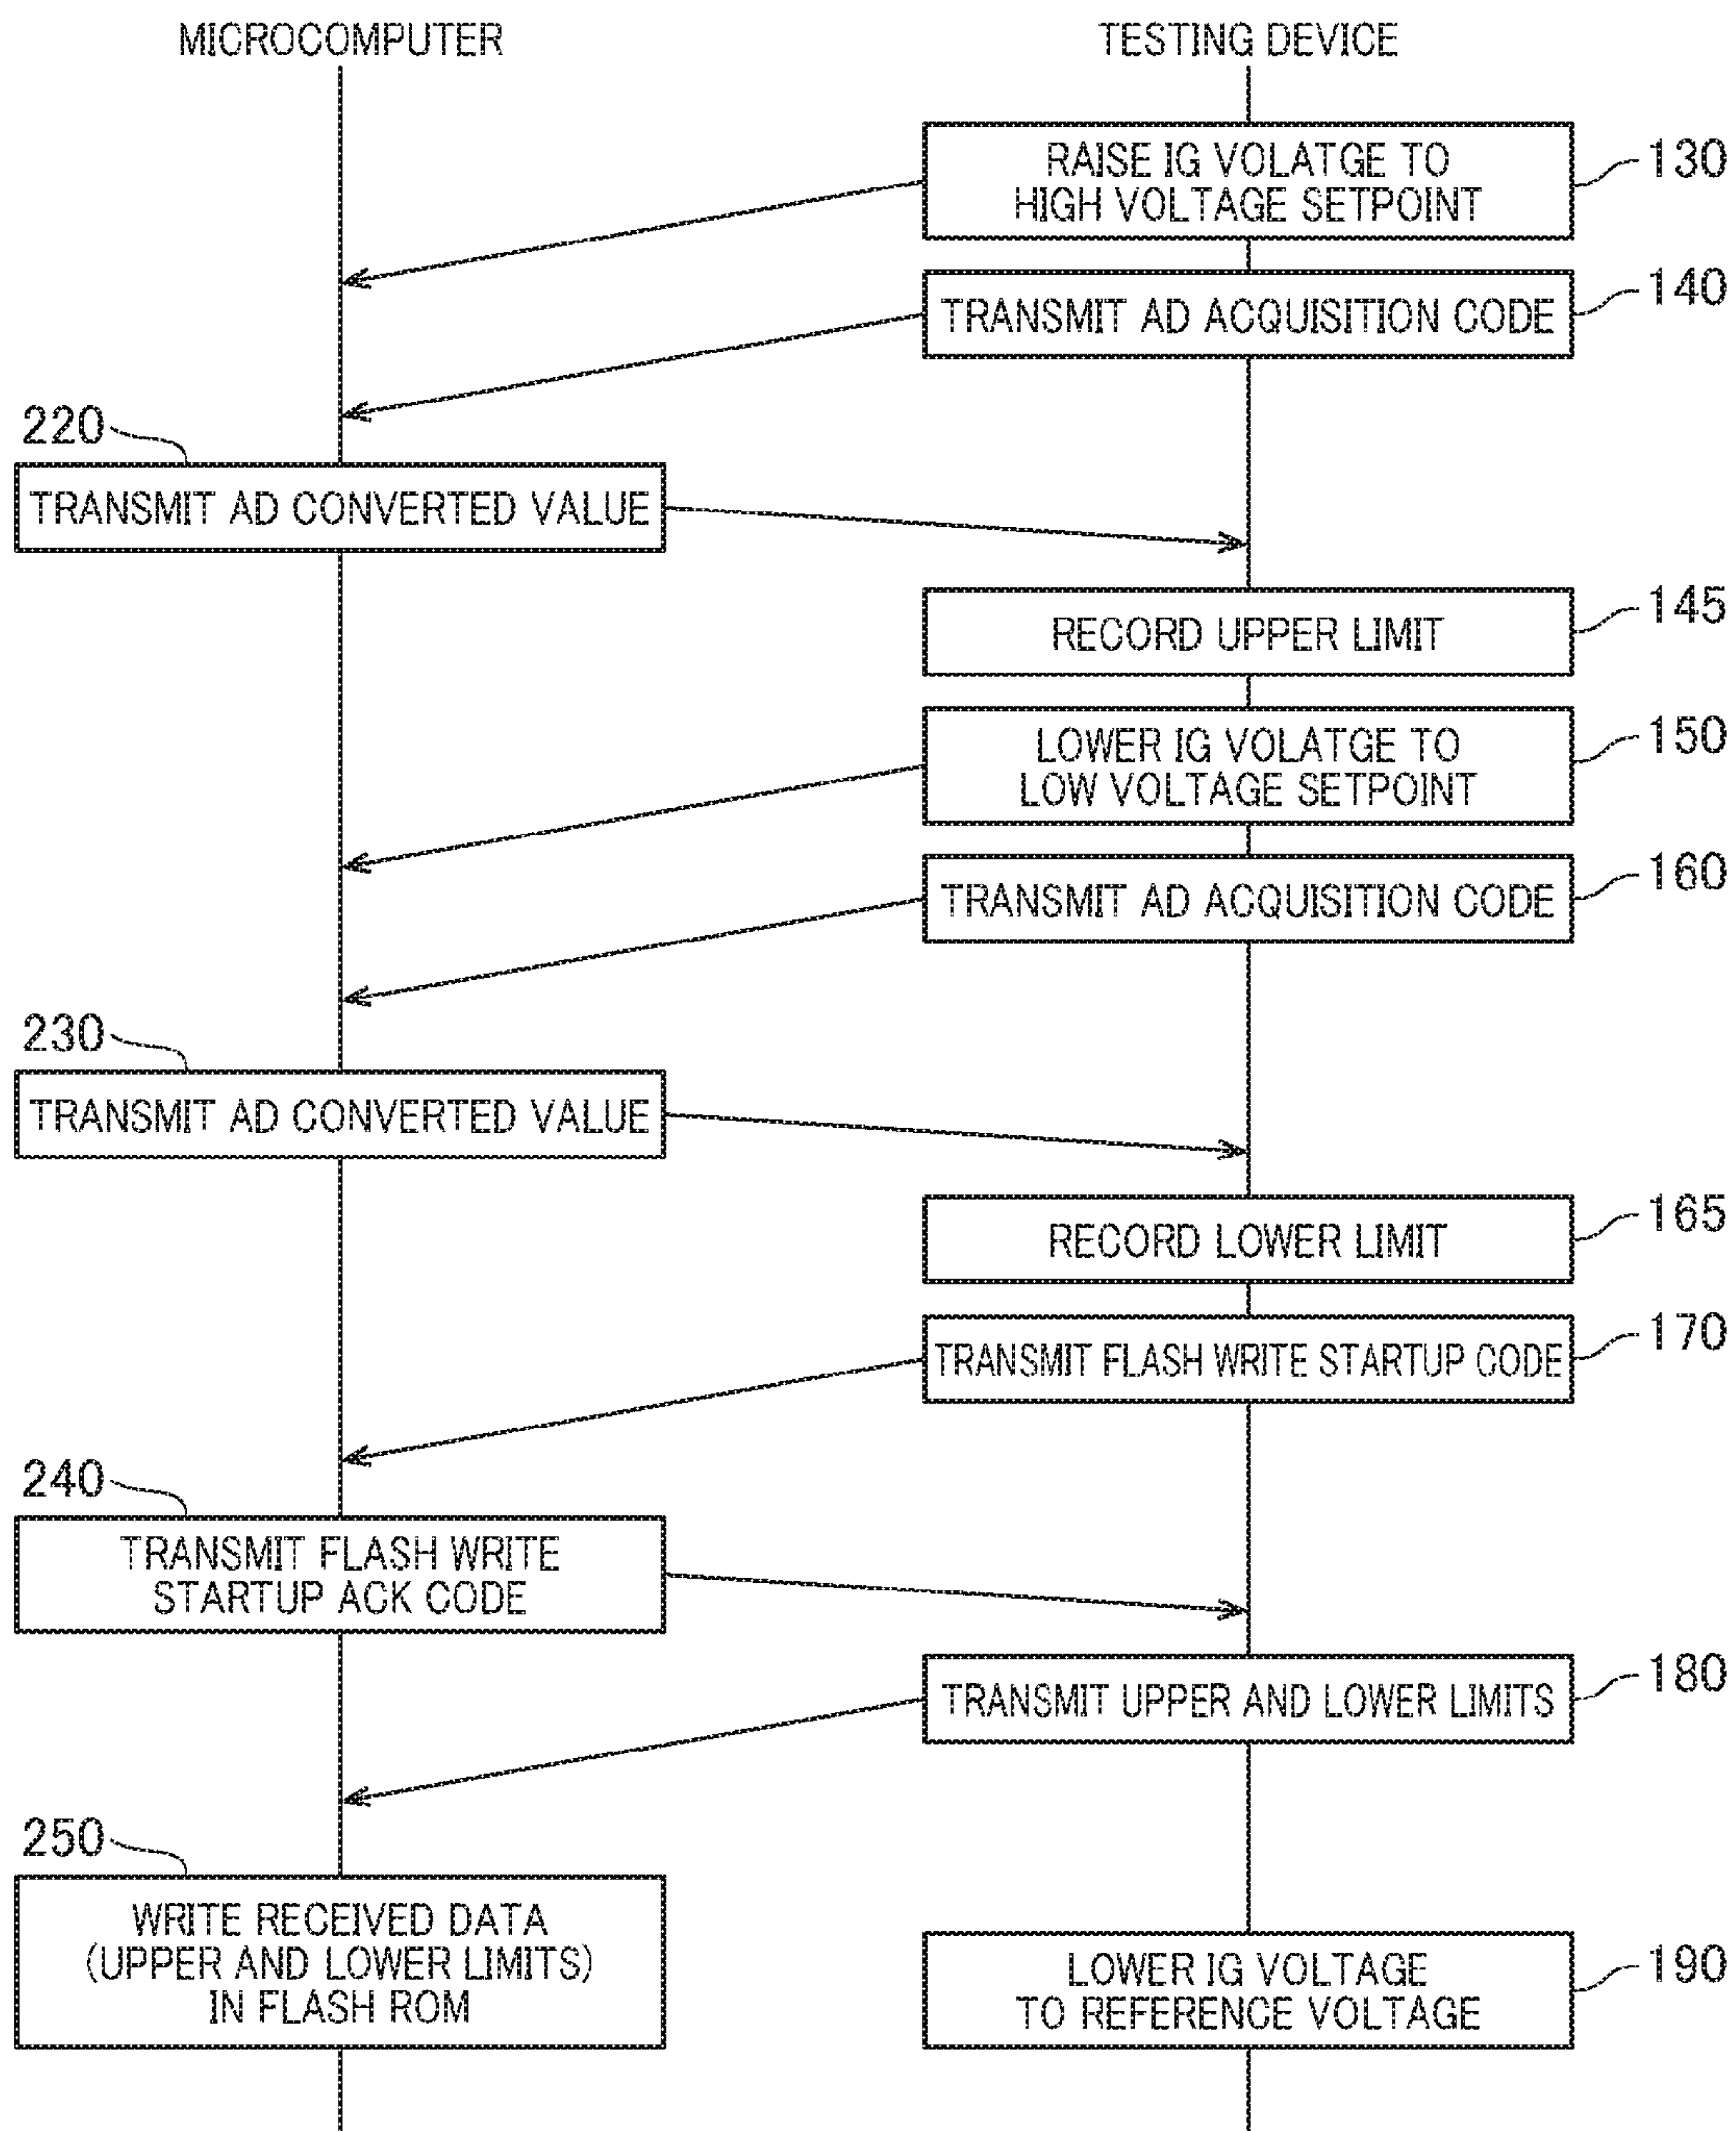 MICROCOMPUTER
TESTING DEVICE
RAISE IG VOLATGE TO
HIGH VOLTAGE SETPOINT
130
TRANSMIT AD ACQUISITION CODE
140
220
TRANSMIT AD CONVERTED VALUE
RECORD UPPER LIMIT
145
LOWER IG VOLATGE TO
LOW VOLTAGE SETPOINT
150
TRANSMIT AD ACQUISITION CODE
160
230
TRANSMIT AD CONVERTED VALUE
RECORD LOWER LIMIT
165
TRANSMIT FLASH WRITE STARTUP CODE
170
240
TRANSMIT FLASH WRITE
STARTUP ACK CODE
TRANSMIT UPPER AND LOWER LIMITS
180
250
WRITE RECEIVED DATA
(UPPER AND LOWER LIMITS)
IN FLASH ROM
LOWER IG VOLTAGE
TO REFERENCE VOLTAGE
190